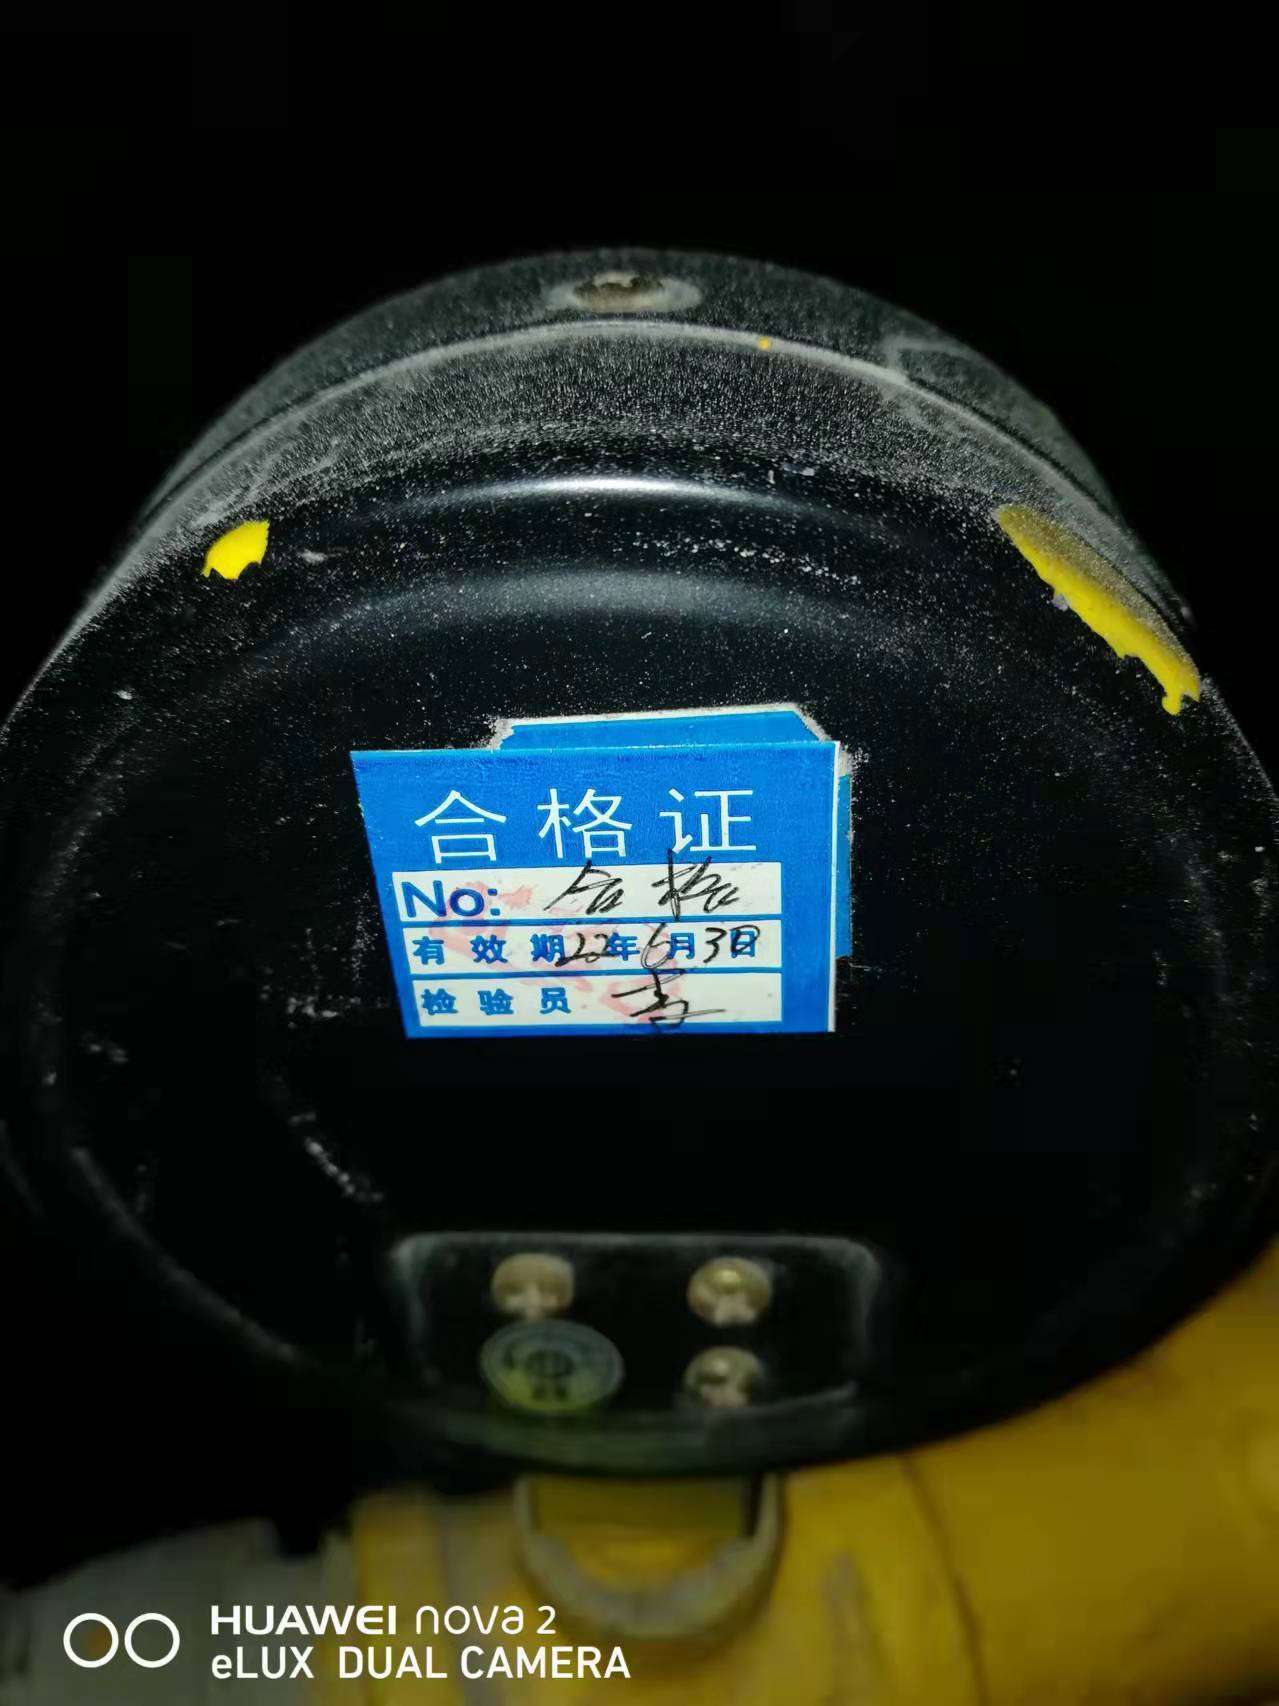 合格证
No: 合格
有效期22年6月3日
检验员 李
HUAWEI nova 2
eLUX DUAL CAMERA